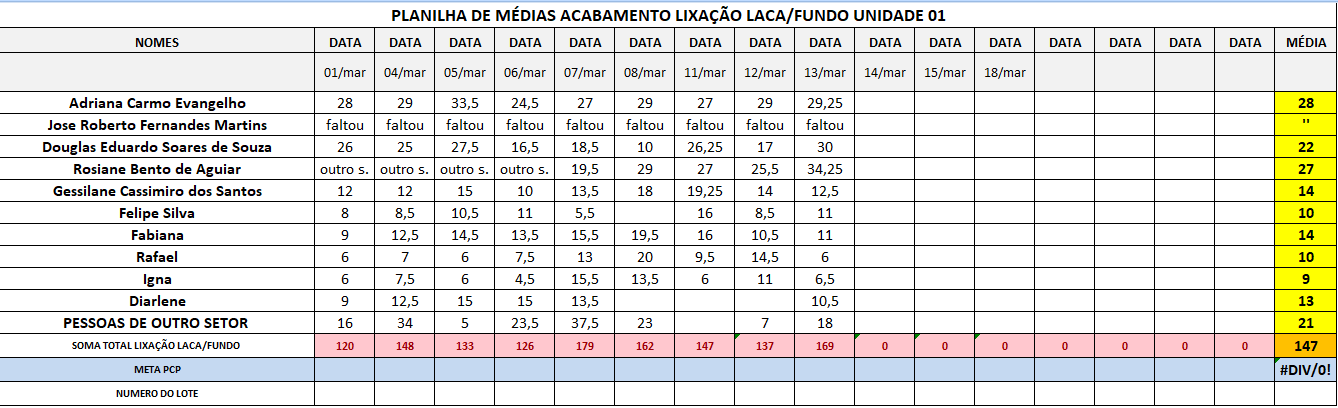 PLANILHA DE MÉDIAS ACABAMENTO LIXAÇÃO LACA/FUNDO UNIDADE 01
NOMES DATA DATA DATA DATA DATA DATA DATA DATA DATA DATA DATA DATA DATA DATA DATA DATA MÉDIA
01/mar 04/mar 05/mar 06/mar 07/mar 08/mar 11/mar 12/mar 13/mar 14/mar 15/mar 18/mar
Adriana Carmo Evangelho 28 29 33,5 24,5 27 29 27 29 29,25 28
Jose Roberto Fernandes Martins faltou faltou faltou faltou faltou faltou faltou faltou faltou ''
Douglas Eduardo Soares de Souza 26 25 27,5 16,5 18,5 10 26,25 17 30 22
Rosiane Bento de Aguiar outro s. outro s. outro s. outro s. 19,5 29 27 25,5 34,25 27
Gessilane Cassimiro dos Santos 12 12 15 10 13,5 18 19,25 14 12,5 14
Felipe Silva 8 8,5 10,5 11 5,5 16 8,5 11 10
Fabiana 9 12,5 14,5 13,5 15,5 19,5 16 10,5 11 14
Rafael 6 7 6 7,5 13 20 9,5 14,5 6 10
Igna 6 7,5 6 4,5 15,5 13,5 6 11 6,5 9
Diarlene 9 12,5 15 15 13,5 10,5 13
PESSOAS DE OUTRO SETOR 16 34 5 23,5 37,5 23 7 18 21
SOMA TOTAL LIXAÇÃO LACA/FUNDO 120 148 133 126 179 162 147 137 169 0 0 0 0 0 0 0 147
META PCP #DIV/0!
NUMERO DO LOTE